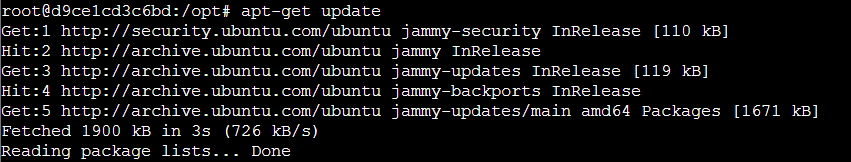 root@d9ce1cd3c6bd:/opt# apt-get update
Get:1 http://security.ubuntu.com/ubuntu jammy-security InRelease [110 kB]
Hit:2 http://archive.ubuntu.com/ubuntu jammy InRelease
Get:3 http://archive.ubuntu.com/ubuntu jammy-updates InRelease [119 kB]
Hit:4 http://archive.ubuntu.com/ubuntu jammy-backports InRelease
Get:5 http://archive.ubuntu.com/ubuntu jammy-updates/main amd64 Packages [1671 kB]
Fetched 1900 kB in 3s (726 kB/s)
Reading package lists... Done